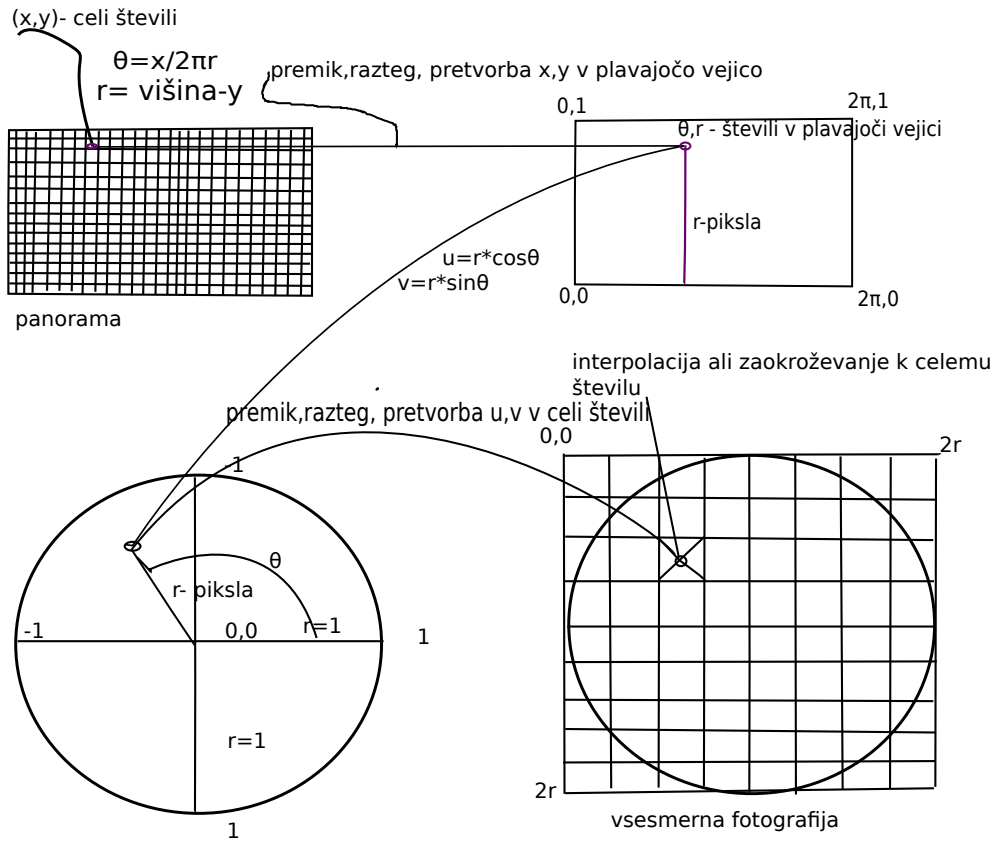 (x,y)- celi števili
θ=x/2πr
r= višina-y
premik,razteg, pretvorba x,y v plavajočo vejico
0,1
2π,1
θ,r - števili v plavajoči vejici
r-piksla
u=r*cosθ
v=r*sinθ
0,0
2π,0
panorama
interpolacija ali zaokroževanje k celemu
številu
premik,razteg, pretvorba u,v v celi števili
0,0
2r
-1
θ
r- piksla
-1
0,0
r=1
1
r=1
2r
vsesmerna fotografija
1